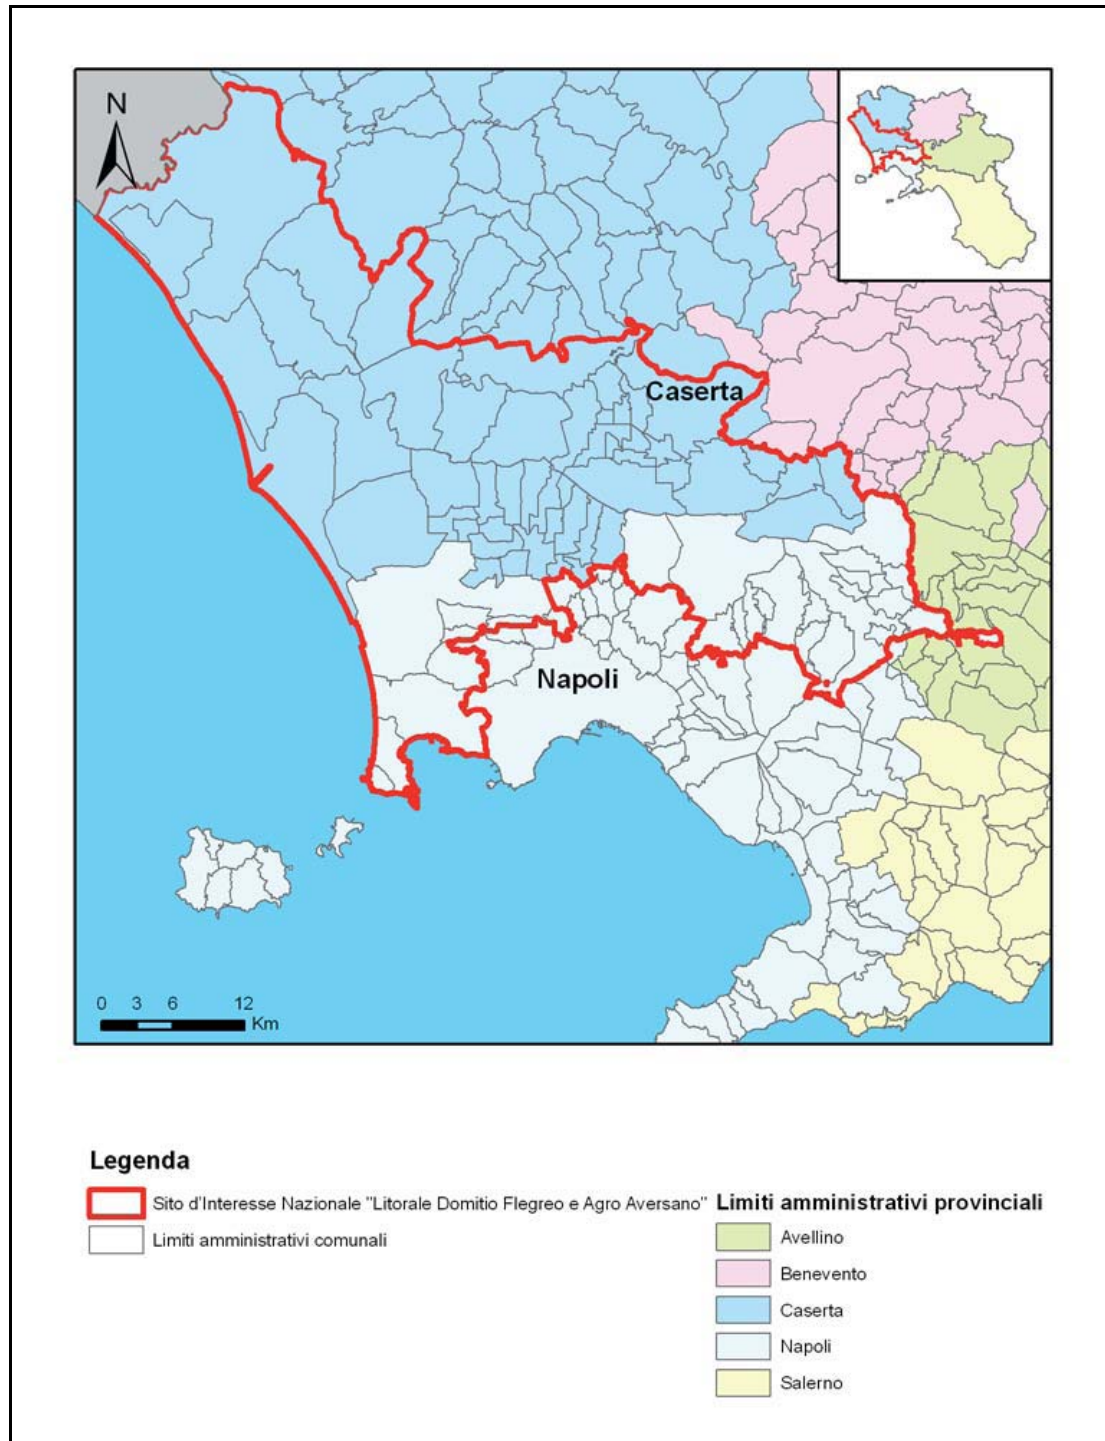 N
Caserta
Napoli
0 3 6 12
Km
Legenda
Sito d'Interesse Nazionale "Litorale Domitio Flegreo e Agro Aversano"
Limiti amministrativi comunali
Limiti amministrativi provinciali
Avellino
Benevento
Caserta
Napoli
Salerno